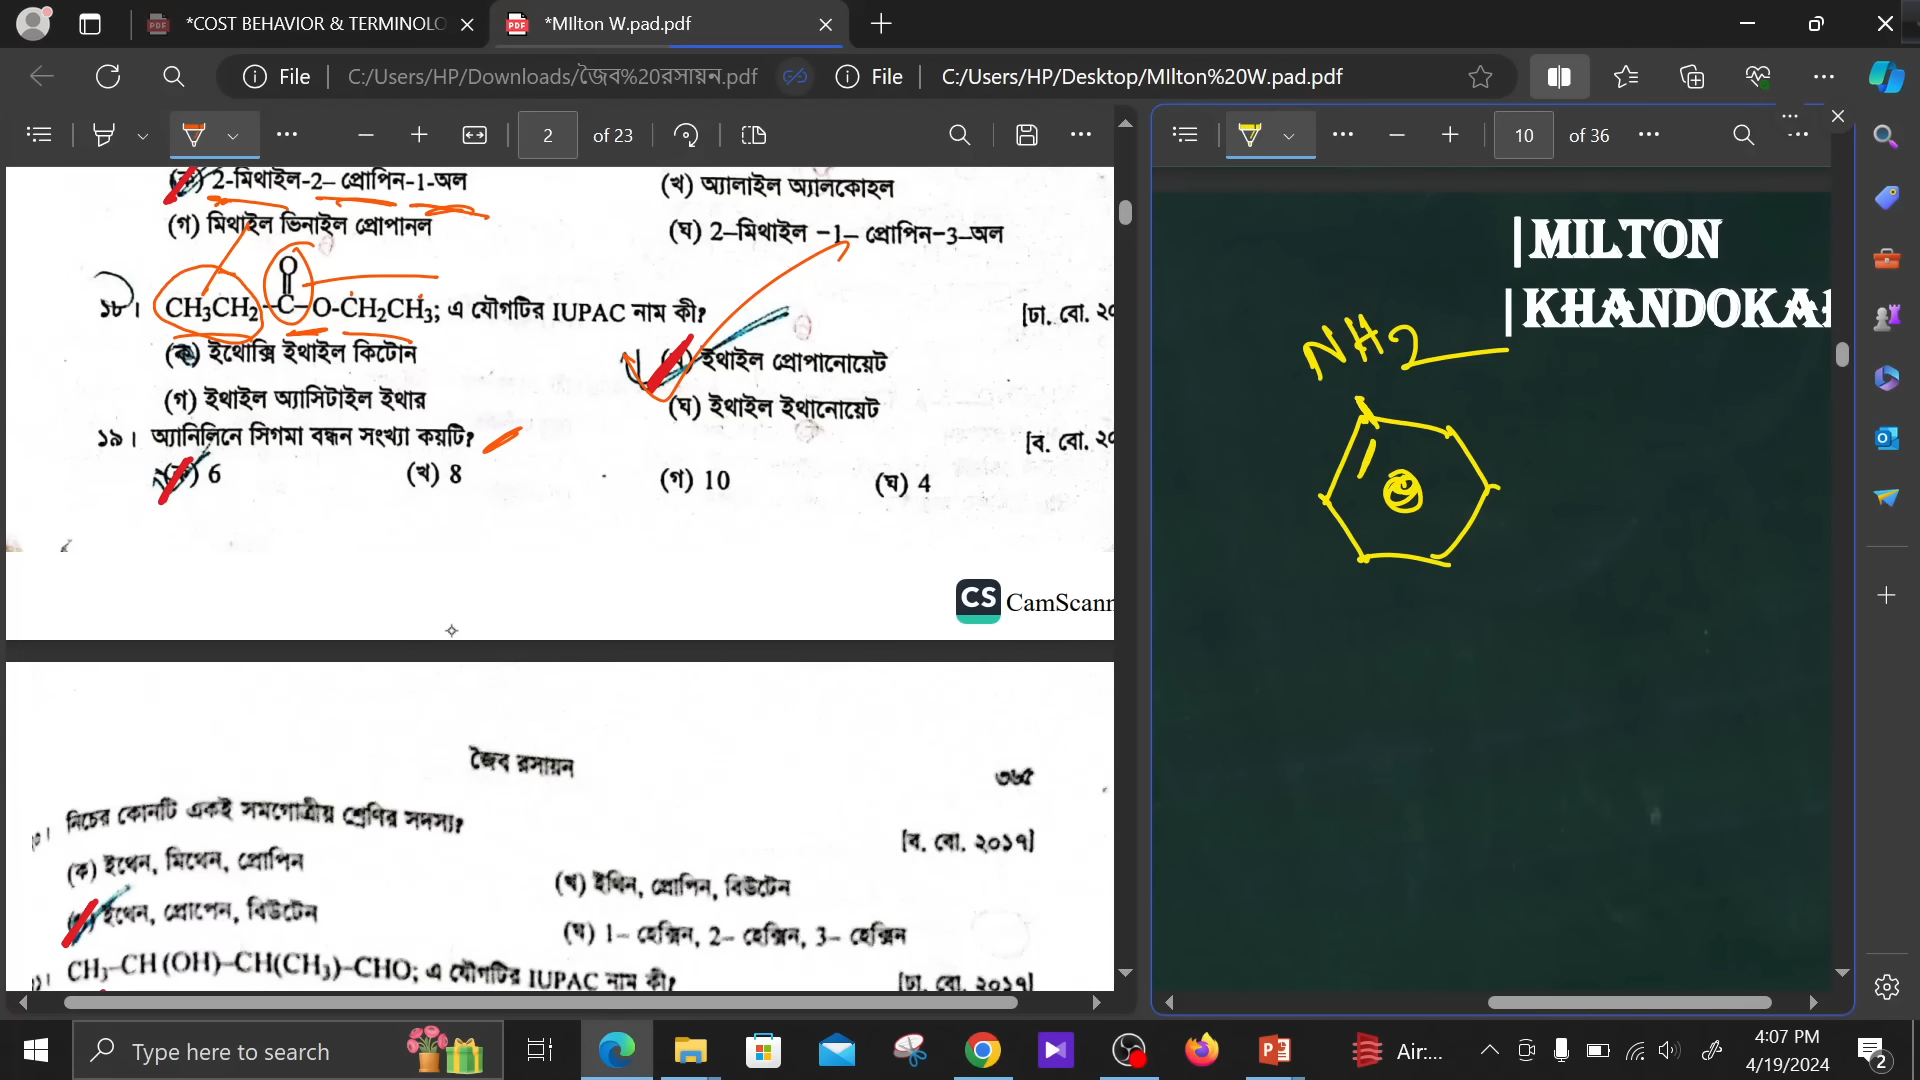 *COST BEHAVIOR & TERMINOLO
*MIlton W.pad.pdf
File
C:/Users/HP/Downloads/জৈব%20রসায়ন.pdf
File
C:/Users/HP/Desktop/MIlton%20W.pad.pdf
2 of 23
10 of 36
2-মিথাইল-2– প্রোপিন-1-অল
(খ) অ্যালাইল অ্যালকোহল
(গ) মিথাইল ভিনাইল প্রোপানল
(ঘ) 2–মিথাইল –1– প্রোপিন–3–অল
O
১৮। CH₃CH₂–C–O-CH₂CH₃; এ যৌগটির IUPAC নাম কী?
[ঢা. বো. ২০
(ক) ইথোক্সি ইথাইল কিটোন
ইথাইল প্রোপানোয়েট
(গ) ইথাইল অ্যাসিটাইল ইথার
(ঘ) ইথাইল ইথানোয়েট
১৯। অ্যানিলিনে সিগমা বন্ধন সংখ্যা কয়টি?
[ব. বো. ২০
6
(খ) 8
(গ) 10
(ঘ) 4
CS CamScann
জৈব রসায়ন
৩৬৫
নিচের কোনটি একই সমগোত্রীয় শ্রেণির সদস্য?
[ব. বো. ২০১৭]
(ক) ইথেন, মিথেন, প্রোপিন
(খ) ইথিন, প্রোপিন, বিউটেন
ইথেন, প্রোপেন, বিউটেন
(ঘ) 1– হেক্সিন, 2– হেক্সিন, 3– হেক্সিন
CH₃–CH (OH)–CH(CH₃)–CHO; এ যৌগটির IUPAC নাম কী?
[ঢা. বো. ২০১৭]
|MILTON
|KHANDOKA
NH2
Type here to search
Air:...
4:07 PM
4/19/2024
2